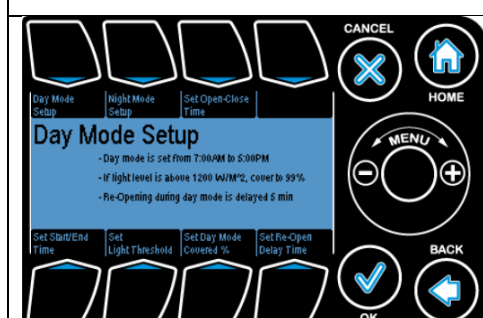 CANCEL
HOME
Day Mode Setup
Night Mode Setup
Set Open-Close Time
Day Mode Setup
- Day mode is set from 7:00AM to 5:00PM
- If light level is above 1200 W/M^2, cover to 99%
- Re-Opening during day mode is delayed 5 min
MENU
Set Start/End Time
Set Light Threshold
Set Day Mode Covered %
Set Re-Open Delay Time
BACK
OK